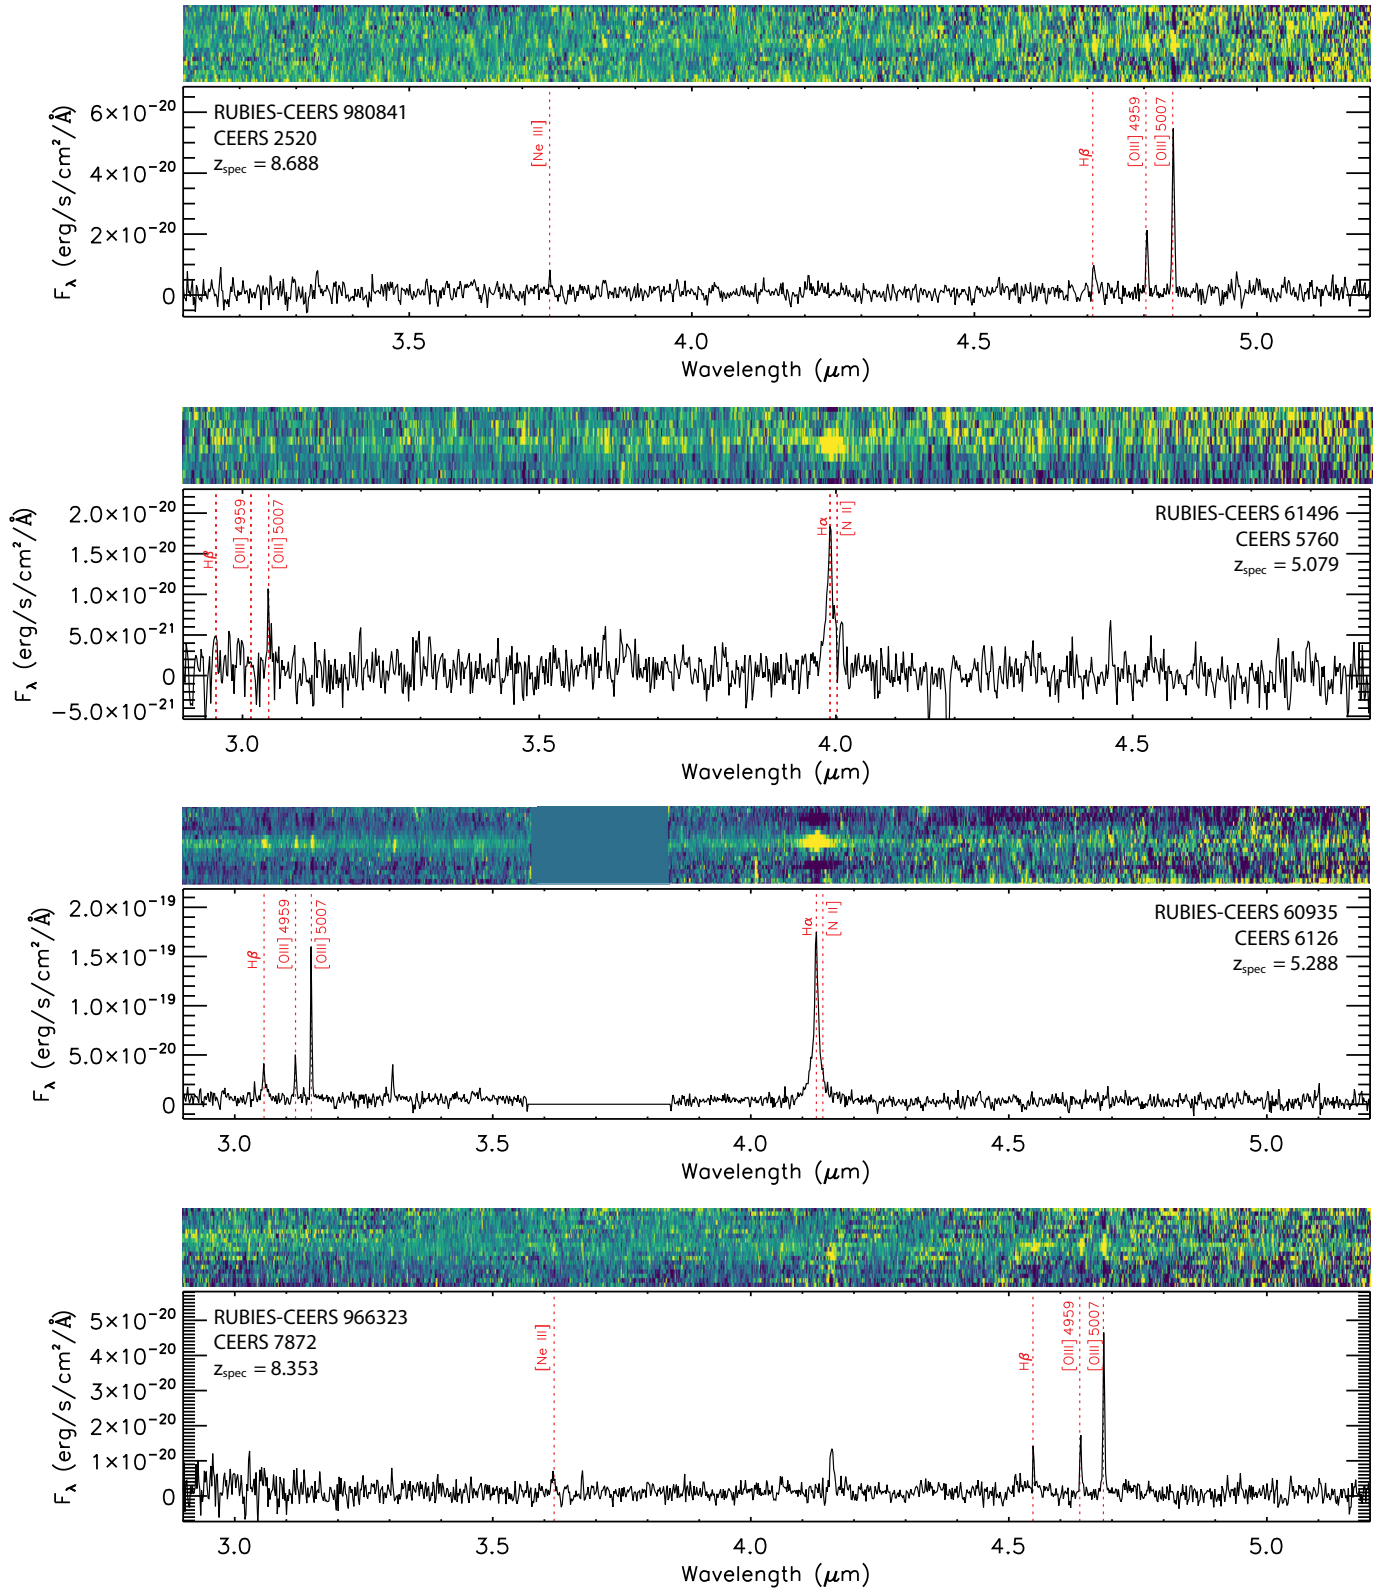 6×10⁻²⁰
4×10⁻²⁰
2×10⁻²⁰
0
F_λ (erg/s/cm²/Å)
RUBIES-CEERS 980841
CEERS 2520
z_spec = 8.688
[Ne III]
Hβ
[OIII] 4959
[OIII] 5007
3.5 4.0 4.5 5.0
Wavelength (μm)
2.0×10⁻²⁰
1.5×10⁻²⁰
1.0×10⁻²⁰
5.0×10⁻²¹
0
−5.0×10⁻²¹
F_λ (erg/s/cm²/Å)
Hβ
[OIII] 4959
[OIII] 5007
Hα
[N II]
RUBIES-CEERS 61496
CEERS 5760
z_spec = 5.079
3.0 3.5 4.0 4.5
Wavelength (μm)
2.0×10⁻¹⁹
1.5×10⁻¹⁹
1.0×10⁻¹⁹
5.0×10⁻²⁰
0
F_λ (erg/s/cm²/Å)
Hβ
[OIII] 4959
[OIII] 5007
Hα
[N II]
RUBIES-CEERS 60935
CEERS 6126
z_spec = 5.288
3.0 3.5 4.0 4.5 5.0
Wavelength (μm)
5×10⁻²⁰
4×10⁻²⁰
3×10⁻²⁰
2×10⁻²⁰
1×10⁻²⁰
0
F_λ (erg/s/cm²/Å)
RUBIES-CEERS 966323
CEERS 7872
z_spec = 8.353
[Ne III]
Hβ
[OIII] 4959
[OIII] 5007
3.0 3.5 4.0 4.5 5.0
Wavelength (μm)